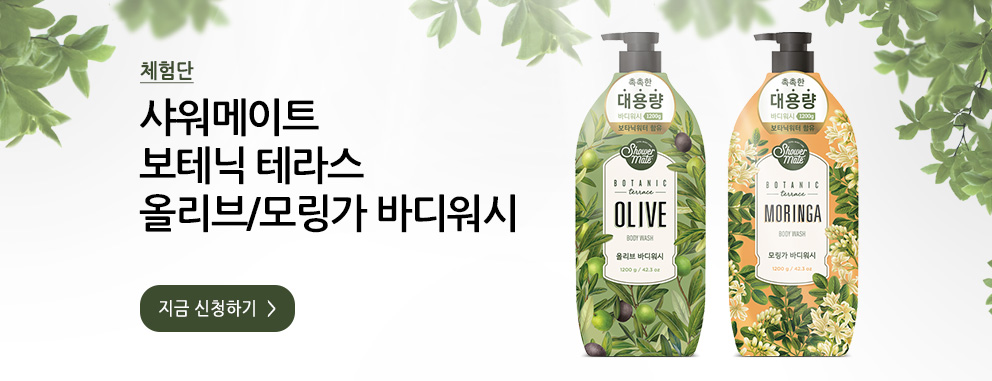 체험단
샤워메이트
보테닉 테라스
올리브/모링가 바디워시
지금 신청하기 >
촉촉한
대용량
바디워시 1200g
보타닉워터 함유
Shower Mate
BOTANIC
terrace
OLIVE
BODY WASH
올리브 바디워시
1200 g / 42.3 oz
촉촉한
대용량
바디워시 1200g
보타닉워터 함유
Shower Mate
BOTANIC
terrace
MORINGA
BODY WASH
모링가 바디워시
1200 g / 42.3 oz